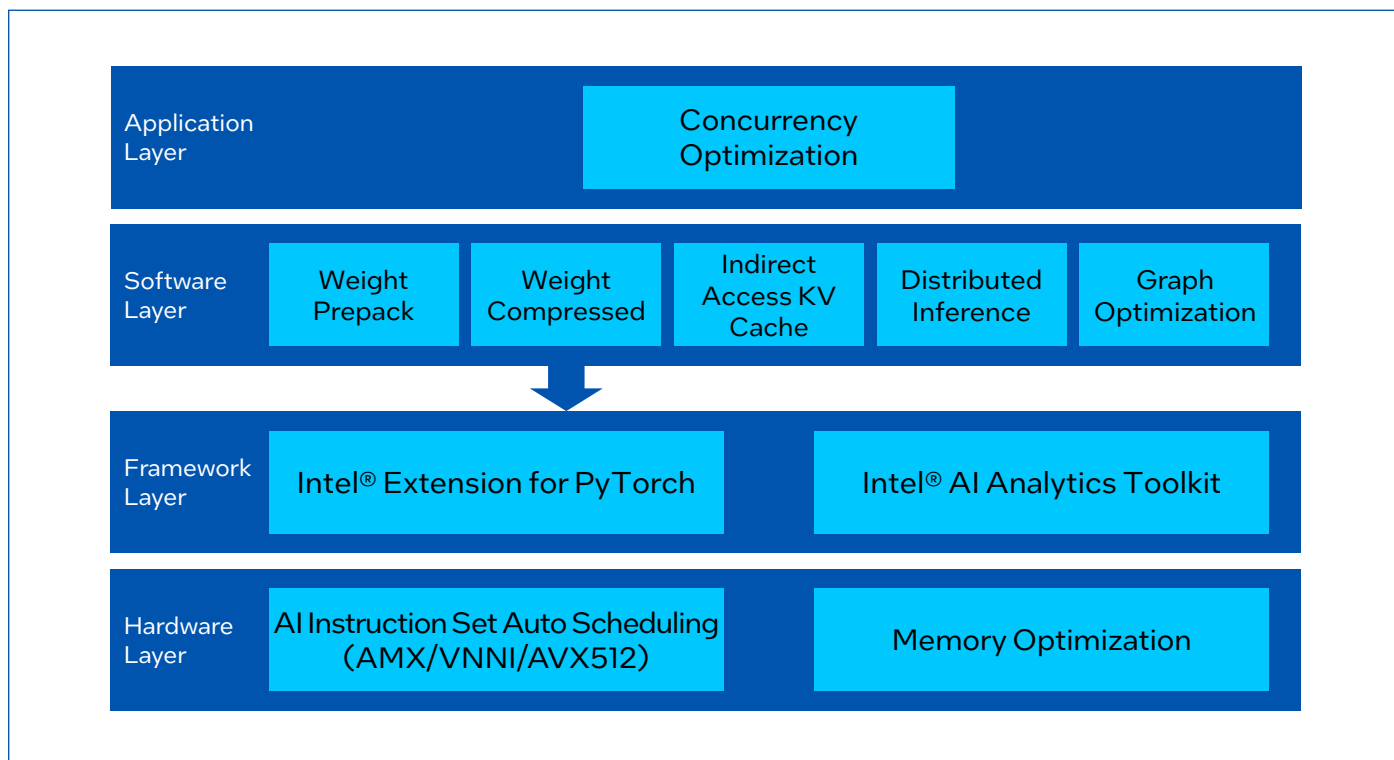 Application
Layer
Concurrency
Optimization
Software
Layer
Weight
Prepack
Weight
Compressed
Indirect
Access KV
Cache
Distributed
Inference
Graph
Optimization
Framework
Layer
Intel® Extension for PyTorch
Intel® AI Analytics Toolkit
Hardware
Layer
AI Instruction Set Auto Scheduling
(AMX/VNNI/AVX512)
Memory Optimization